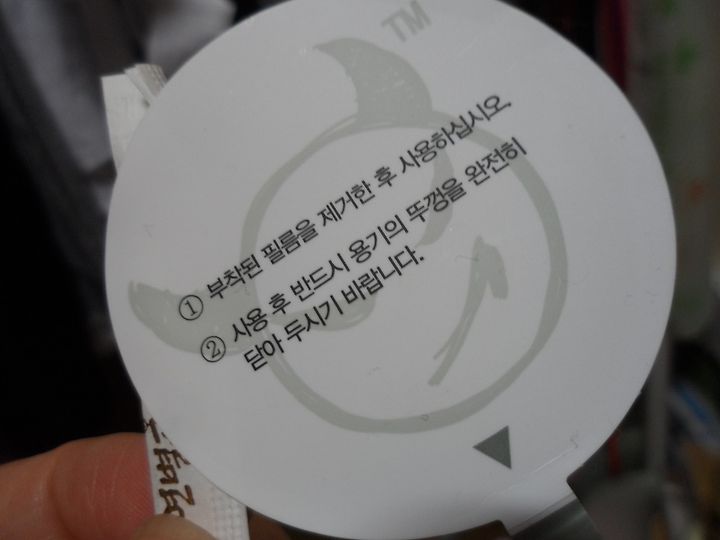 TM
① 부착된 필름을 제거한 후 사용하십시오.
② 사용 후 반드시 용기의 뚜껑을 완전히
닫아 두시기 바랍니다.